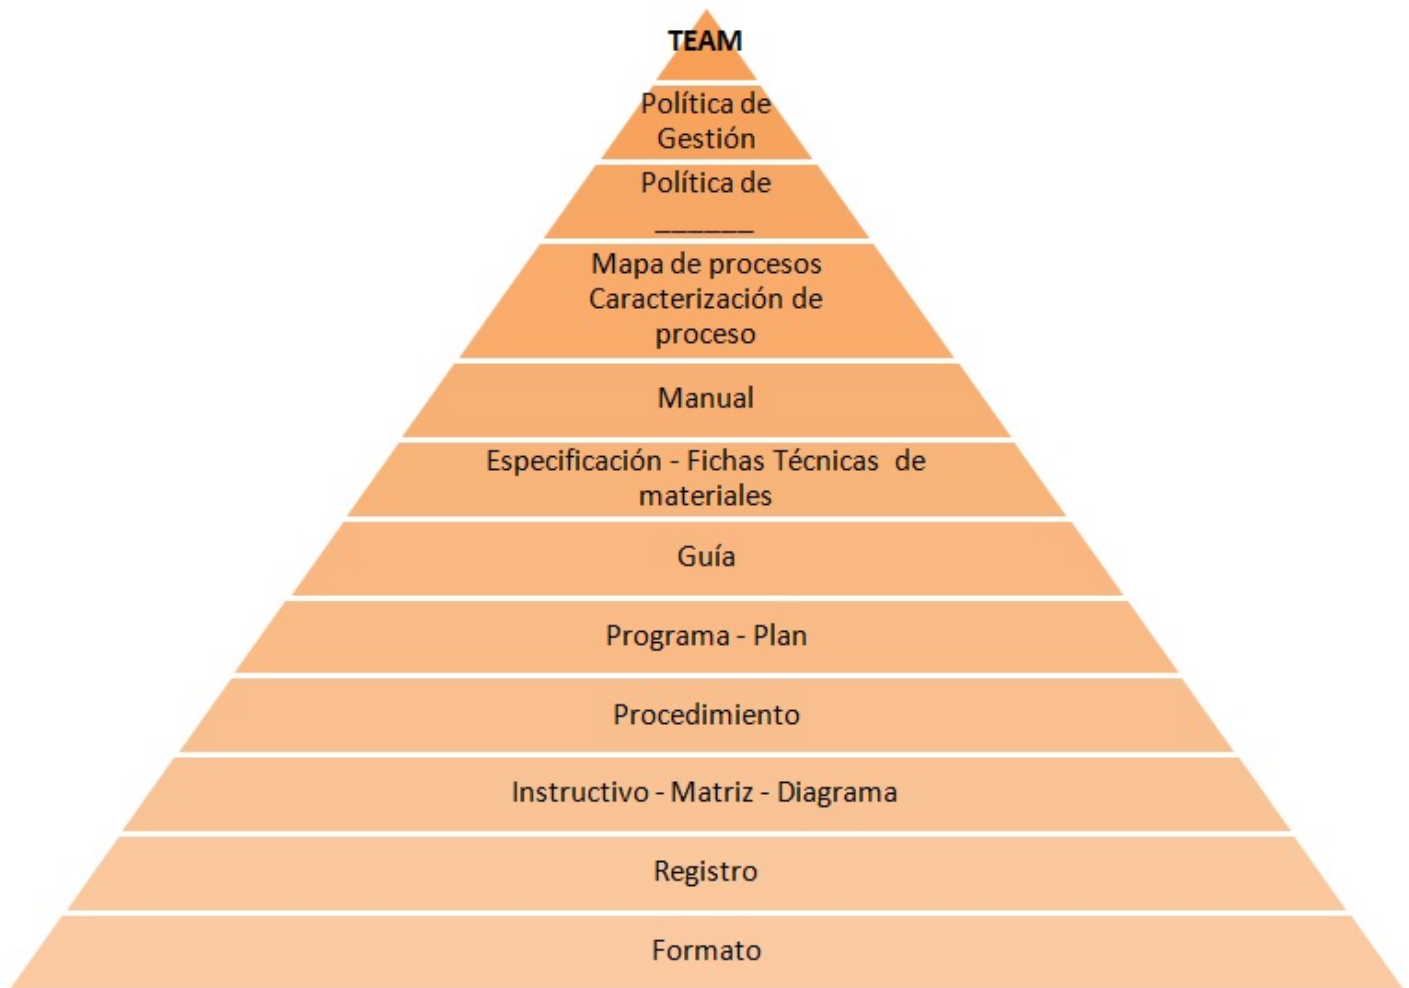 TEAM
Política de
Gestión
Política de
______
Mapa de procesos
Caracterización de
proceso
Manual
Especificación - Fichas Técnicas  de
materiales
Guía
Programa - Plan
Procedimiento
Instructivo - Matriz - Diagrama
Registro
Formato